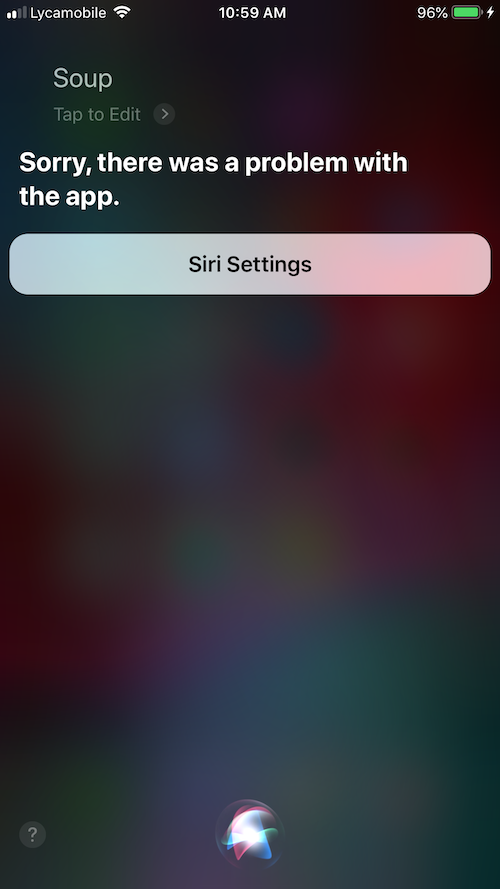 Lycamobile 10:59 AM 96%
Soup
Tap to Edit
Sorry, there was a problem with
the app.
Siri Settings
?